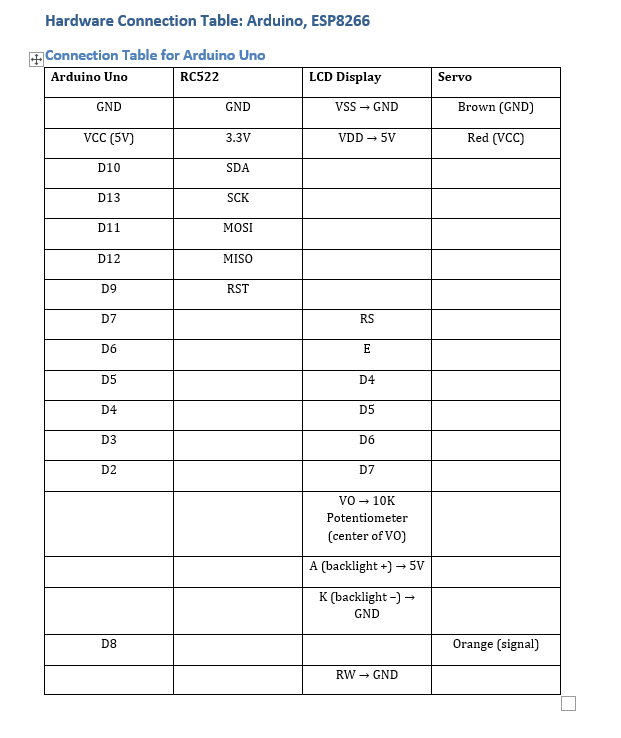 Hardware Connection Table: Arduino, ESP8266
Connection Table for Arduino Uno
Arduino Uno RC522 LCD Display Servo
GND GND VSS → GND Brown (GND)
VCC (5V) 3.3V VDD → 5V Red (VCC)
D10 SDA
D13 SCK
D11 MOSI
D12 MISO
D9 RST
D7 RS
D6 E
D5 D4
D4 D5
D3 D6
D2 D7
VO → 10K
Potentiometer
(center of VO)
A (backlight +) → 5V
K (backlight –) →
GND
D8 Orange (signal)
RW → GND